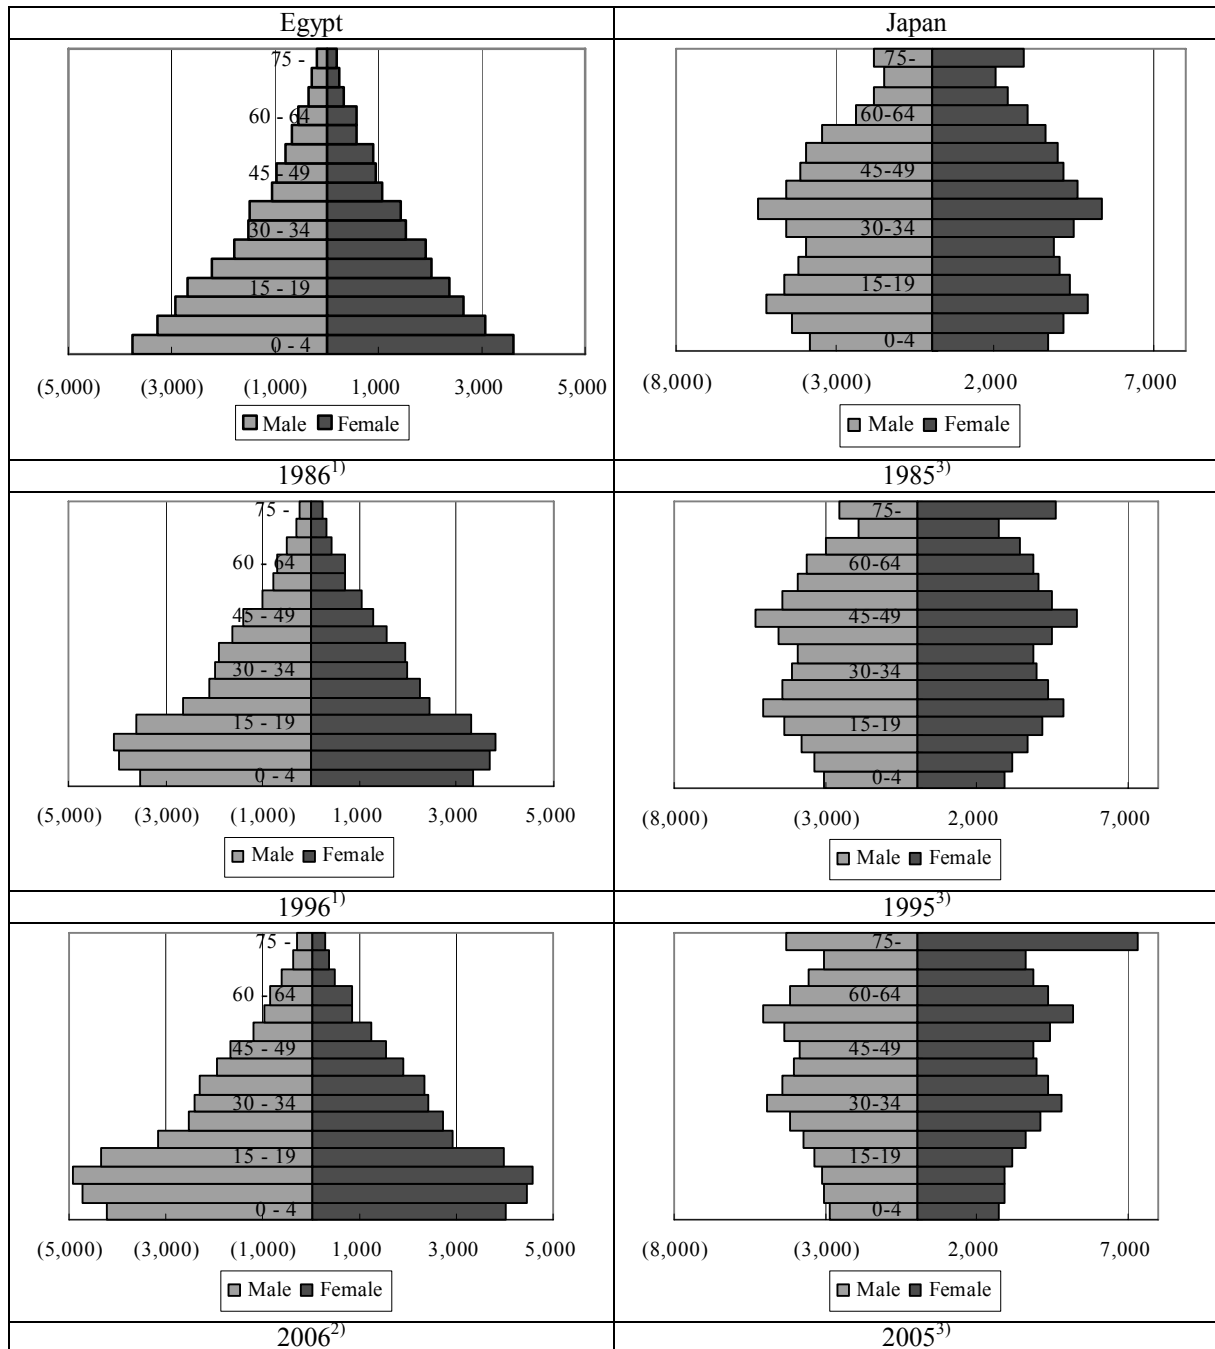 Egypt
Japan
75 -
60 - 64
45 - 49
30 - 34
15 - 19
0 - 4
(5,000) (3,000) (1,000) 1,000 3,000 5,000
Male Female
75-
60-64
45-49
30-34
15-19
0-4
(8,000) (3,000) 2,000 7,000
Male Female
19861)
19853)
75 -
60 - 64
45 - 49
30 - 34
15 - 19
0 - 4
(5,000) (3,000) (1,000) 1,000 3,000 5,000
Male Female
75-
60-64
45-49
30-34
15-19
0-4
(8,000) (3,000) 2,000 7,000
Male Female
19961)
19953)
75 -
60 - 64
45 - 49
30 - 34
15 - 19
0 - 4
(5,000) (3,000) (1,000) 1,000 3,000 5,000
Male Female
75-
60-64
45-49
30-34
15-19
0-4
(8,000) (3,000) 2,000 7,000
Male Female
20062)
20053)